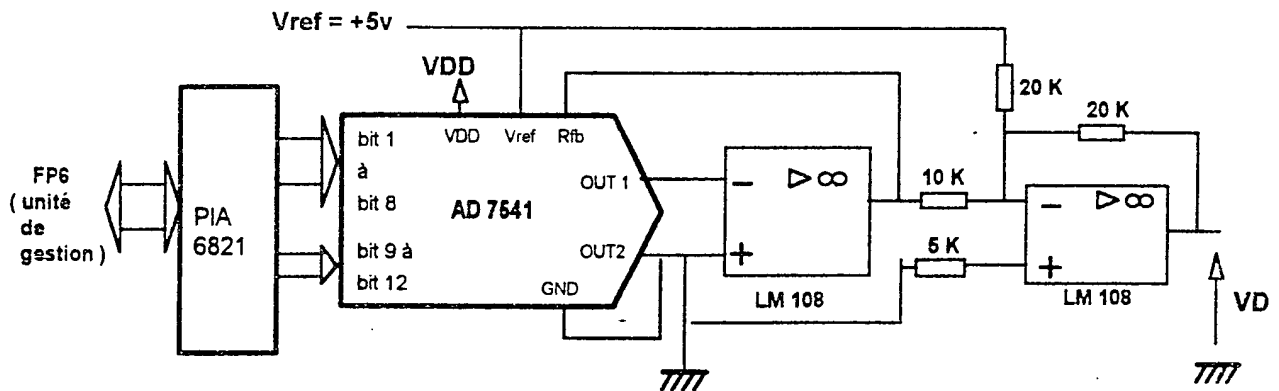 Vref = +5v
VDD
20 K
20 K
FP6
( unité
de
gestion )
PIA
6821
bit 1
à
bit 8
bit 9 à
bit 12
VDD
Vref
Rfb
AD 7541
OUT 1
OUT2
GND
−
+
▷ ∞
LM 108
10 K
5 K
−
+
▷ ∞
LM 108
VD